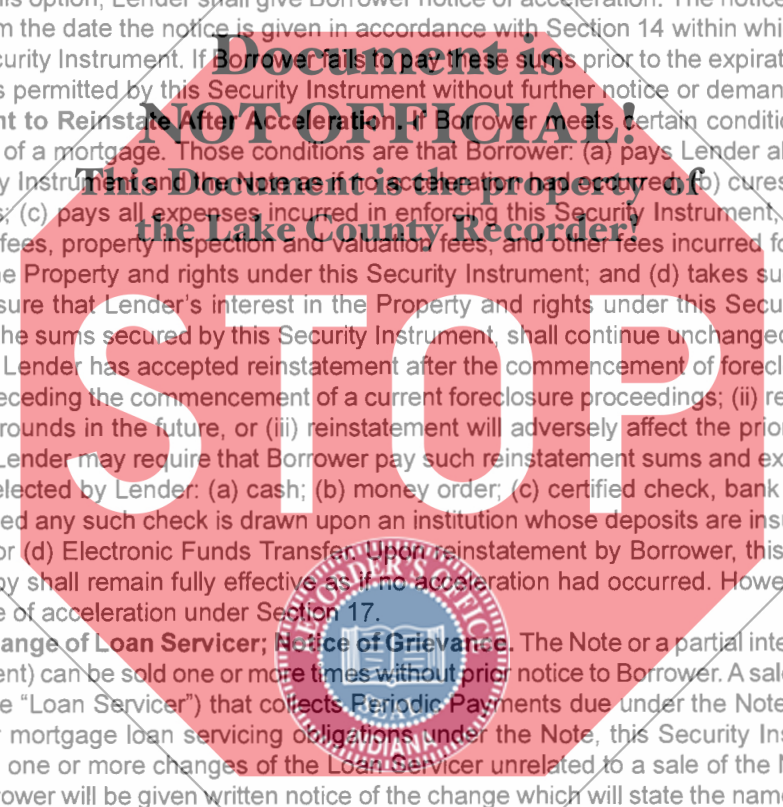 his option, Lender shall give Borrower notice of acceleration. The notice
m the date the notice is given in accordance with Section 14 within whi
Document is
curity Instrument. If Borrower fails to pay these sums prior to the expirat
s permitted by this Security Instrument without further notice or deman
NOT OFFICIAL!
nt to Reinstate After Acceleration. If Borrower meets certain conditio
of a mortgage. Those conditions are that Borrower: (a) pays Lender al
This Document is the property of
y Instrument and the Note as if no acceleration had occurred; (b) cures
s; (c) pays all expenses incurred in enforcing this Security Instrument,
the Lake County Recorder!
fees, property inspection and valuation fees, and other fees incurred fo
he Property and rights under this Security Instrument; and (d) takes su
sure that Lender's interest in the Property and rights under this Secu
STOP
he sums secured by this Security Instrument, shall continue unchanged
Lender has accepted reinstatement after the commencement of forecl
eceding the commencement of a current foreclosure proceedings; (ii) re
rounds in the future, or (iii) reinstatement will adversely affect the prior
Lender may require that Borrower pay such reinstatement sums and ex
elected by Lender: (a) cash; (b) money order; (c) certified check, bank
ed any such check is drawn upon an institution whose deposits are ins
or (d) Electronic Funds Transfer. Upon reinstatement by Borrower, this
by shall remain fully effective as if no acceleration had occurred. Howe
e of acceleration under Section 17.
RECORDER'S OFFICE
ange of Loan Servicer; Notice of Grievance. The Note or a partial inte
ent) can be sold one or more times without prior notice to Borrower. A sale
e "Loan Servicer") that collects Periodic Payments due under the Note
r mortgage loan servicing obligations under the Note, this Security Ins
INDIANA
one or more changes of the Loan Servicer unrelated to a sale of the N
rower will be given written notice of the change which will state the nam